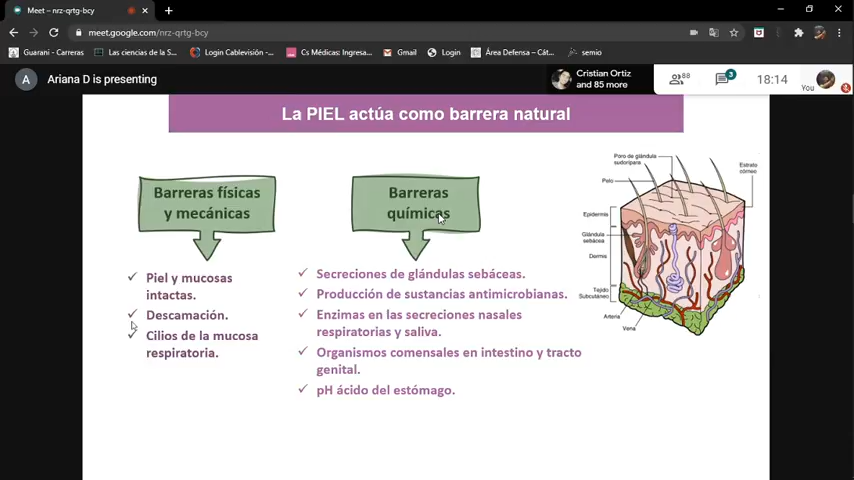 Meet - nrz-qrtg-bcy
meet.google.com/nrz-qrtg-bcy
Guarani - Carreras
Las ciencias de la S...
Login Cablevisión...
Cs Médicas: Ingresa...
Gmail
Login
Área Defensa – Cát...
semio
A
Ariana D is presenting
Cristian Ortiz
and 85 more
88
3
18:14
You
La PIEL actúa como barrera natural
Barreras físicas
y mecánicas
Piel y mucosas
intactas.
Descamación.
Cilios de la mucosa
respiratoria.
Barreras
químicas
Secreciones de glándulas sebáceas.
Producción de sustancias antimicrobianas.
Enzimas en las secreciones nasales
respiratorias y saliva.
Organismos comensales en intestino y tracto
genital.
pH ácido del estómago.
Poro de glándula
sudorípara
Pelo
Estrato
córneo
Epidermis
Glándula
sebácea
Dermis
Tejido
Subcutáneo
Arteria
Vena